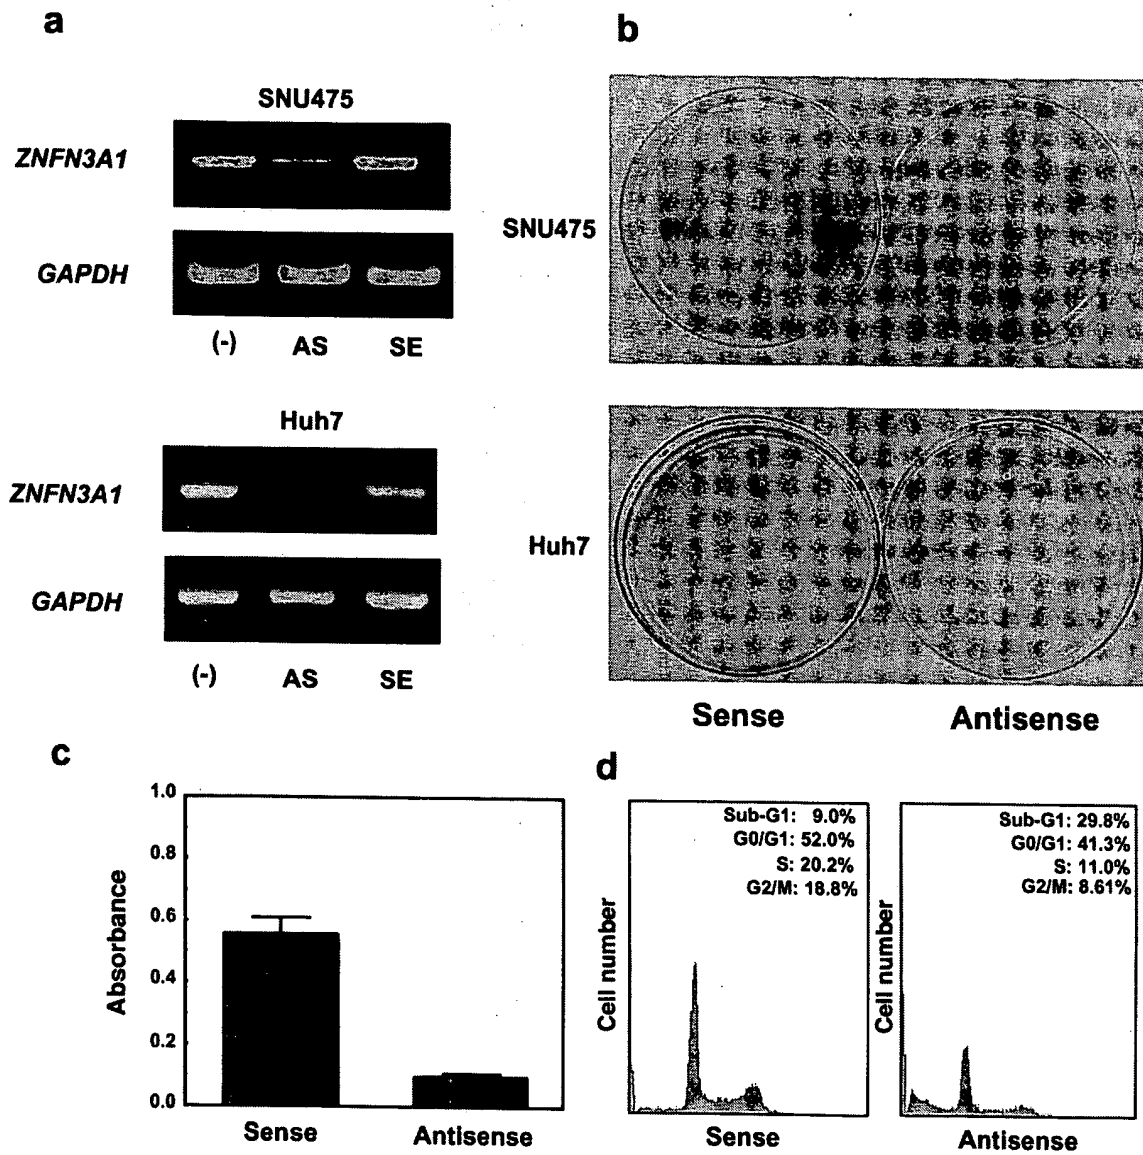 a
SNU475
ZNFN3A1
GAPDH
(-) AS SE
Huh7
ZNFN3A1
GAPDH
(-) AS SE
b
SNU475
Huh7
Sense Antisense
c
Absorbance
1.0
0.8
0.6
0.4
0.2
0.0
Sense Antisense
d
Cell number
Sub-G1: 9.0%
G0/G1: 52.0%
S: 20.2%
G2/M: 18.8%
Sense
Cell number
Sub-G1: 29.8%
G0/G1: 41.3%
S: 11.0%
G2/M: 8.61%
Antisense